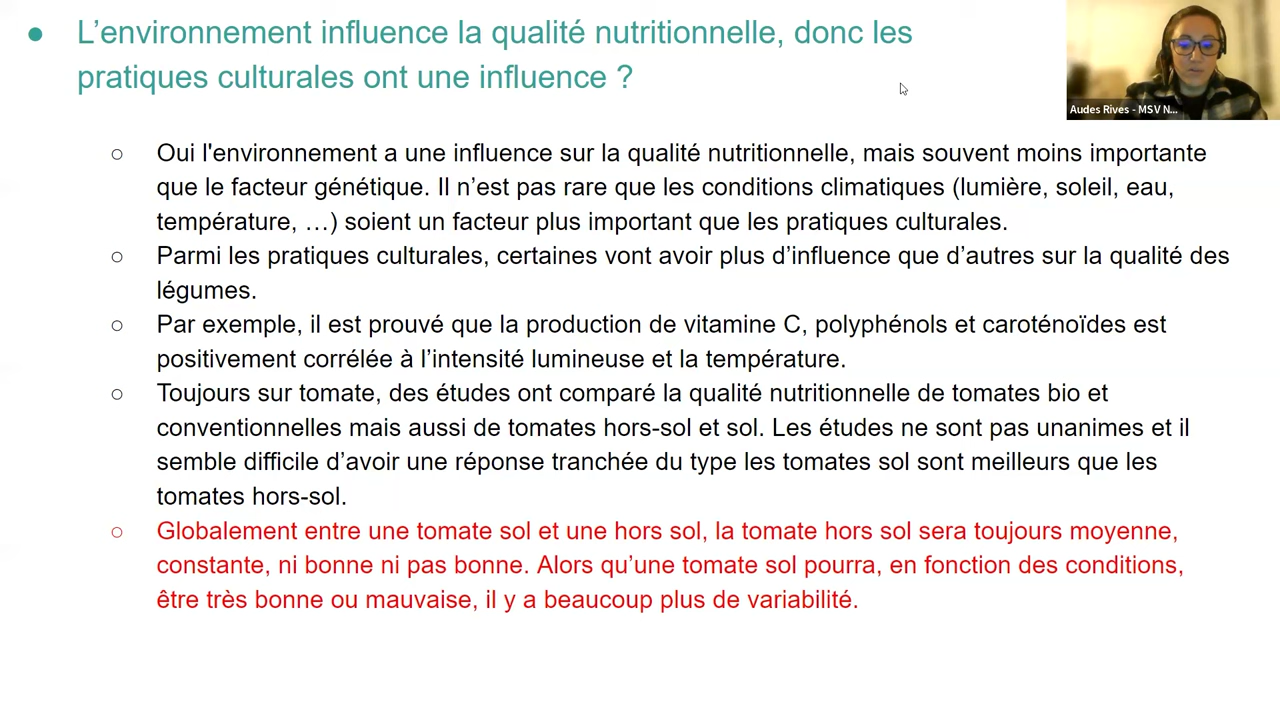 L’environnement influence la qualité nutritionnelle, donc les
pratiques culturales ont une influence ?
Audes Rives - MSV N...
Oui l'environnement a une influence sur la qualité nutritionnelle, mais souvent moins importante
que le facteur génétique. Il n’est pas rare que les conditions climatiques (lumière, soleil, eau,
température, …) soient un facteur plus important que les pratiques culturales.
Parmi les pratiques culturales, certaines vont avoir plus d’influence que d’autres sur la qualité des
légumes.
Par exemple, il est prouvé que la production de vitamine C, polyphénols et caroténoïdes est
positivement corrélée à l’intensité lumineuse et la température.
Toujours sur tomate, des études ont comparé la qualité nutritionnelle de tomates bio et
conventionnelles mais aussi de tomates hors-sol et sol. Les études ne sont pas unanimes et il
semble difficile d’avoir une réponse tranchée du type les tomates sol sont meilleurs que les
tomates hors-sol.
Globalement entre une tomate sol et une hors sol, la tomate hors sol sera toujours moyenne,
constante, ni bonne ni pas bonne. Alors qu’une tomate sol pourra, en fonction des conditions,
être très bonne ou mauvaise, il y a beaucoup plus de variabilité.